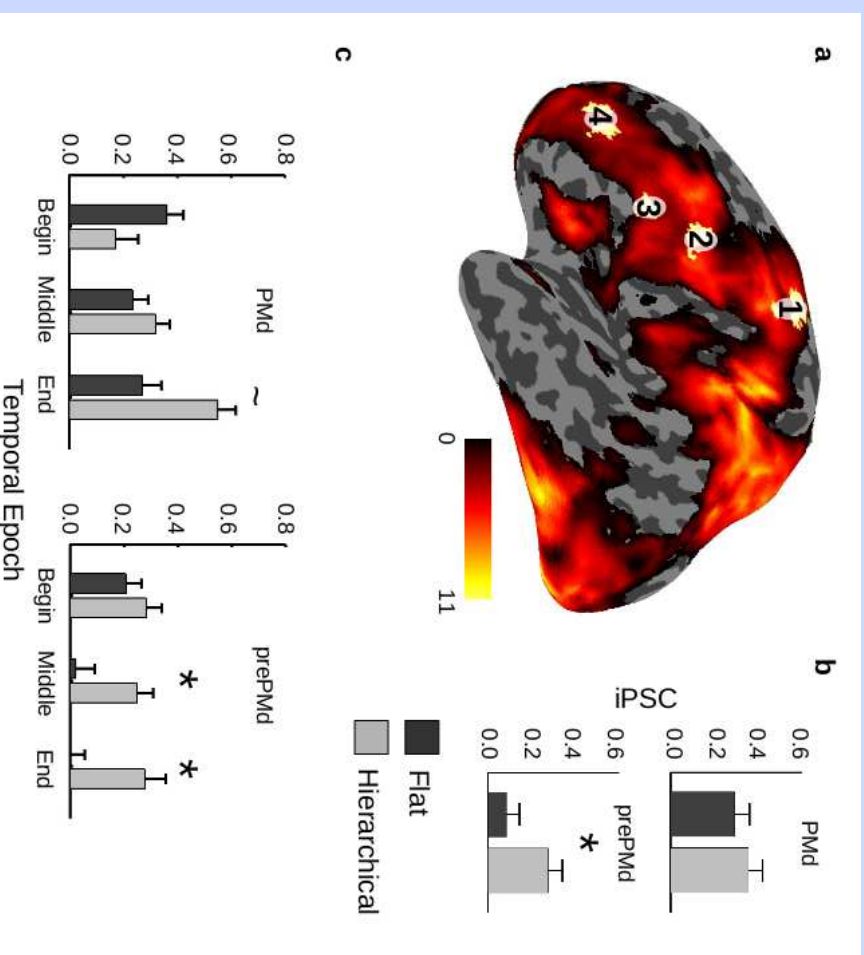 a
1
2
3
4
0
11
b
iPSC
PMd
0.6
0.4
0.2
0.0
prePMd
*
0.6
0.4
0.2
0.0
Flat
Hierarchical
c
PMd
0.8
0.6
0.4
0.2
0.0
~
Begin Middle End
prePMd
0.8
0.6
0.4
0.2
0.0
* *
Begin Middle End
Temporal Epoch